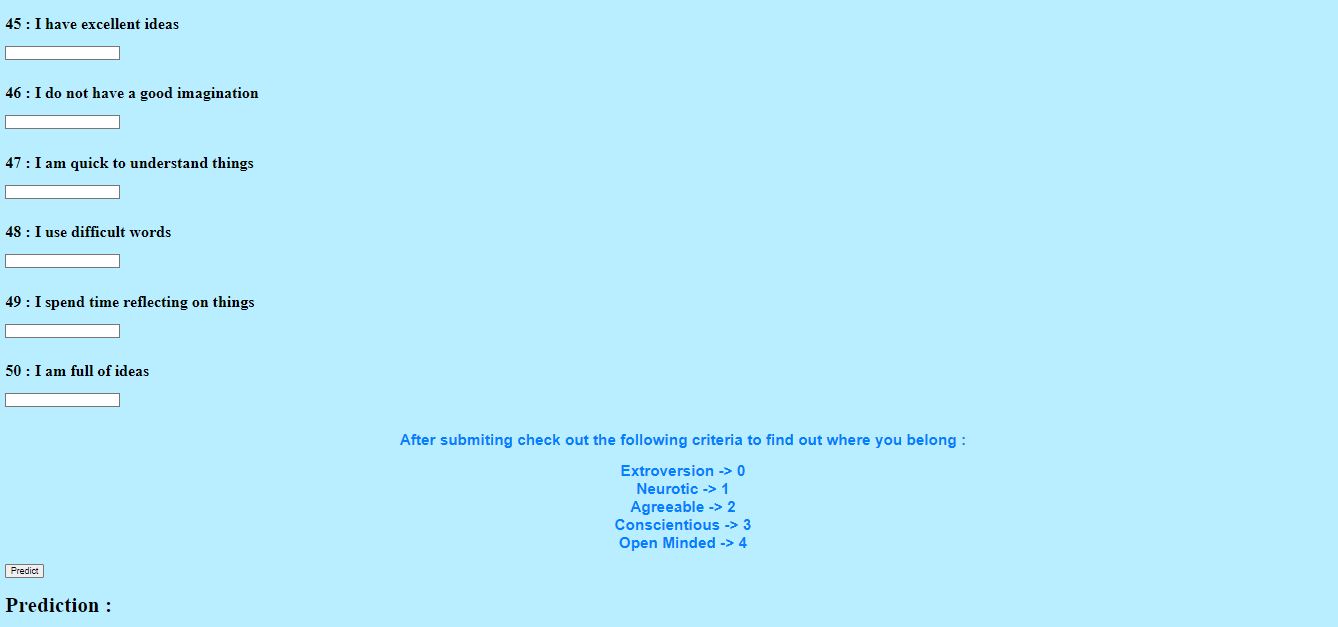 45 : I have excellent ideas
46 : I do not have a good imagination
47 : I am quick to understand things
48 : I use difficult words
49 : I spend time reflecting on things
50 : I am full of ideas
After submiting check out the following criteria to find out where you belong :
Extroversion -> 0
Neurotic -> 1
Agreeable -> 2
Conscientious -> 3
Open Minded -> 4
Predict
Prediction :